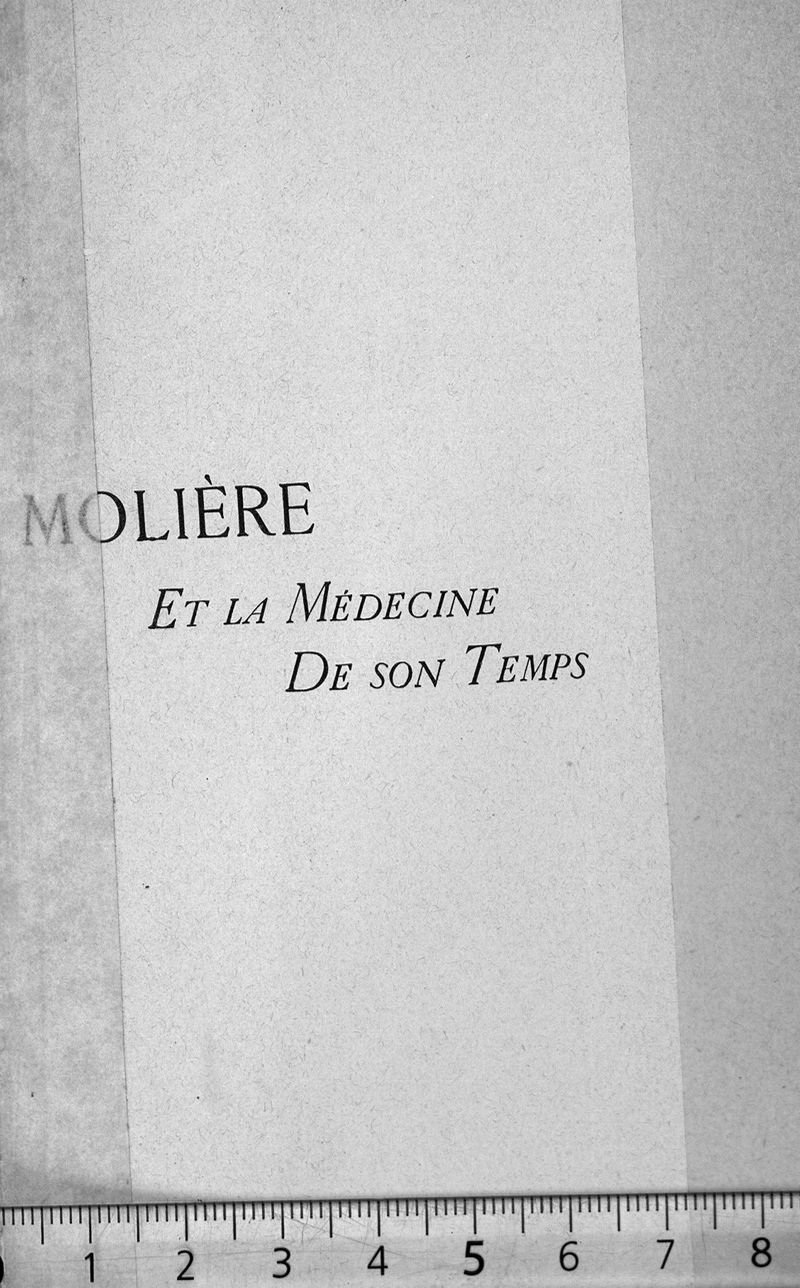 MOLIÈRE
ET LA MÉDECINE
DE SON TEMPS
1 2 3 4 5 6 7 8